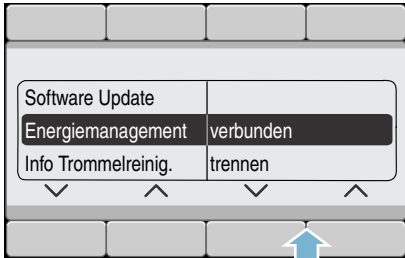 Software Update
Energiemanagement verbunden
Info Trommelreinig. trennen